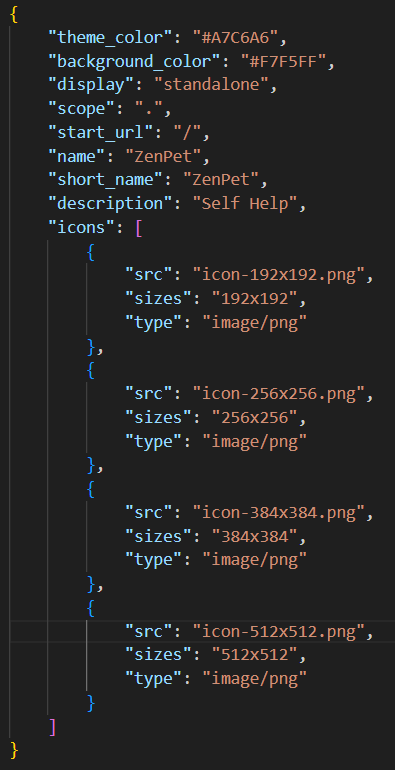 {
    "theme_color": "#A7C6A6",
    "background_color": "#F7F5FF",
    "display": "standalone",
    "scope": ".",
    "start_url": "/",
    "name": "ZenPet",
    "short_name": "ZenPet",
    "description": "Self Help",
    "icons": [
        {
            "src": "icon-192x192.png",
            "sizes": "192x192",
            "type": "image/png"
        },
        {
            "src": "icon-256x256.png",
            "sizes": "256x256",
            "type": "image/png"
        },
        {
            "src": "icon-384x384.png",
            "sizes": "384x384",
            "type": "image/png"
        },
        {
            "src": "icon-512x512.png",
            "sizes": "512x512",
            "type": "image/png"
        }
    ]
}